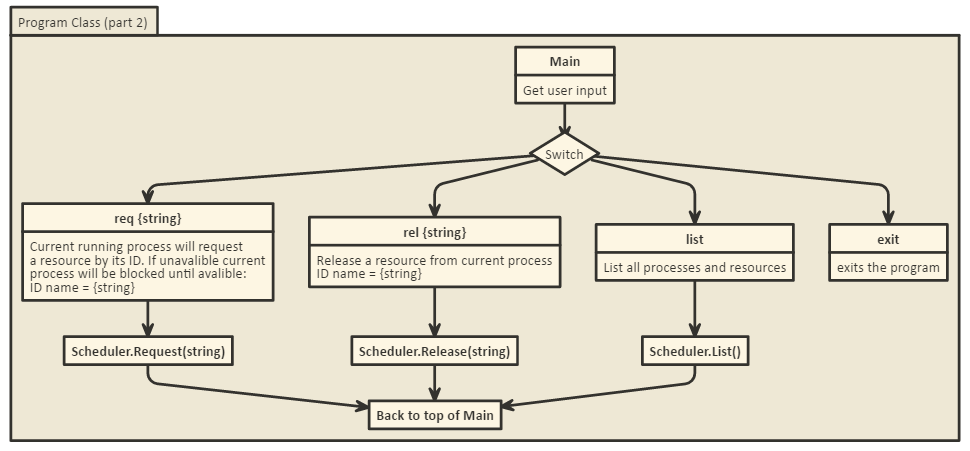 Program Class (part 2)
Main
Get user input
Switch
req {string}
Current running process will request
a resource by its ID. If unavalible current
process will be blocked until avalible:
ID name = {string}
rel {string}
Release a resource from current process
ID name = {string}
list
List all processes and resources
exit
exits the program
Scheduler.Request(string)
Scheduler.Release(string)
Scheduler.List()
Back to top of Main